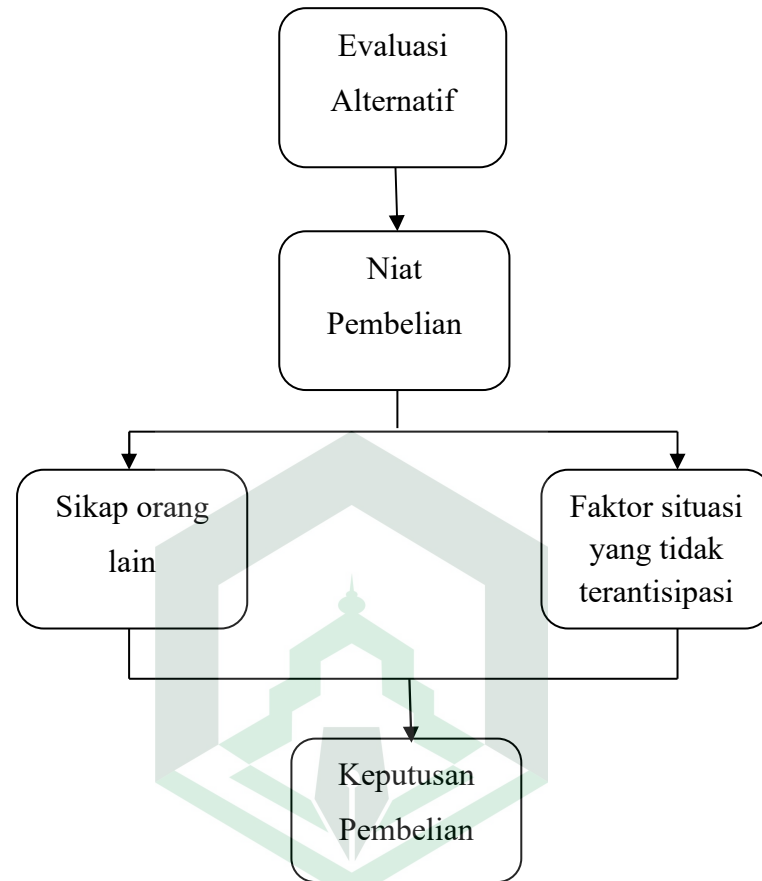 Evaluasi
Alternatif
Niat
Pembelian
Sikap orang
lain
Faktor situasi
yang tidak
terantisipasi
Keputusan
Pembelian